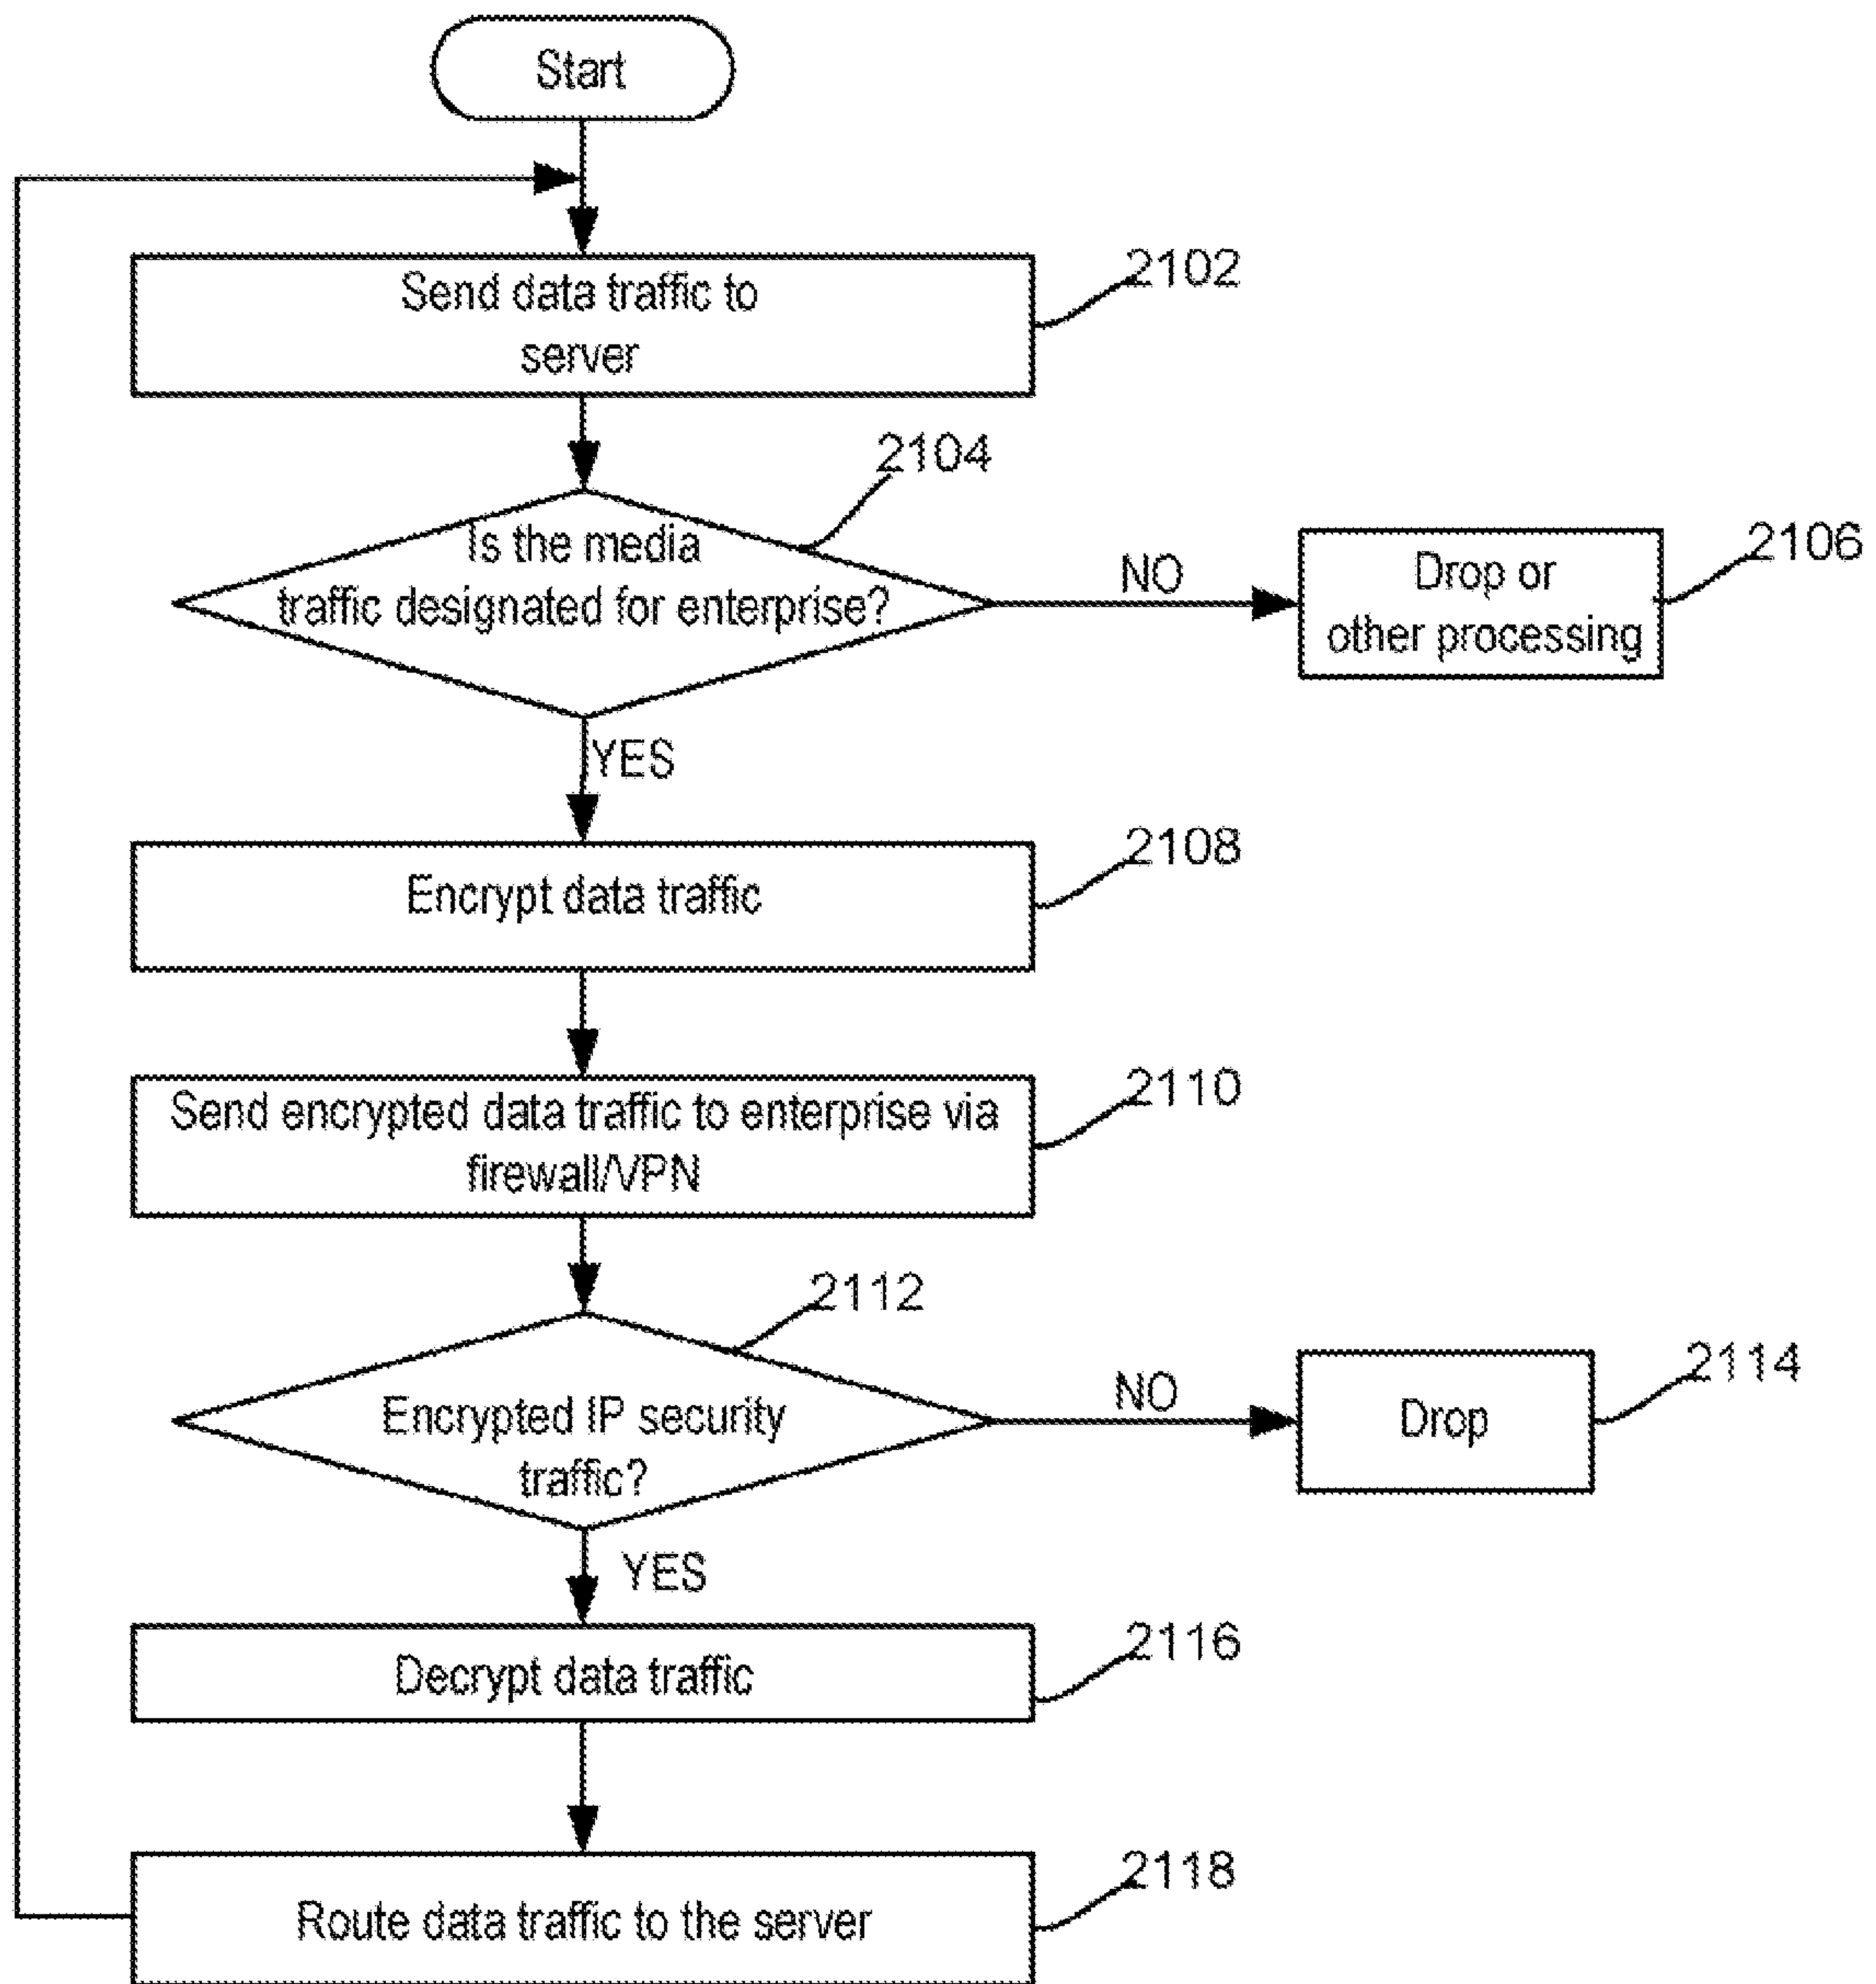 Start
Send data traffic to
server
2102
Is the media
traffic designated for enterprise?
2104
NO
Drop or
other processing
2106
YES
Encrypt data traffic
2108
Send encrypted data traffic to enterprise via
firewall/VPN
2110
Encrypted IP security
traffic?
2112
NO
Drop
2114
YES
Decrypt data traffic
2116
Route data traffic to the server
2118